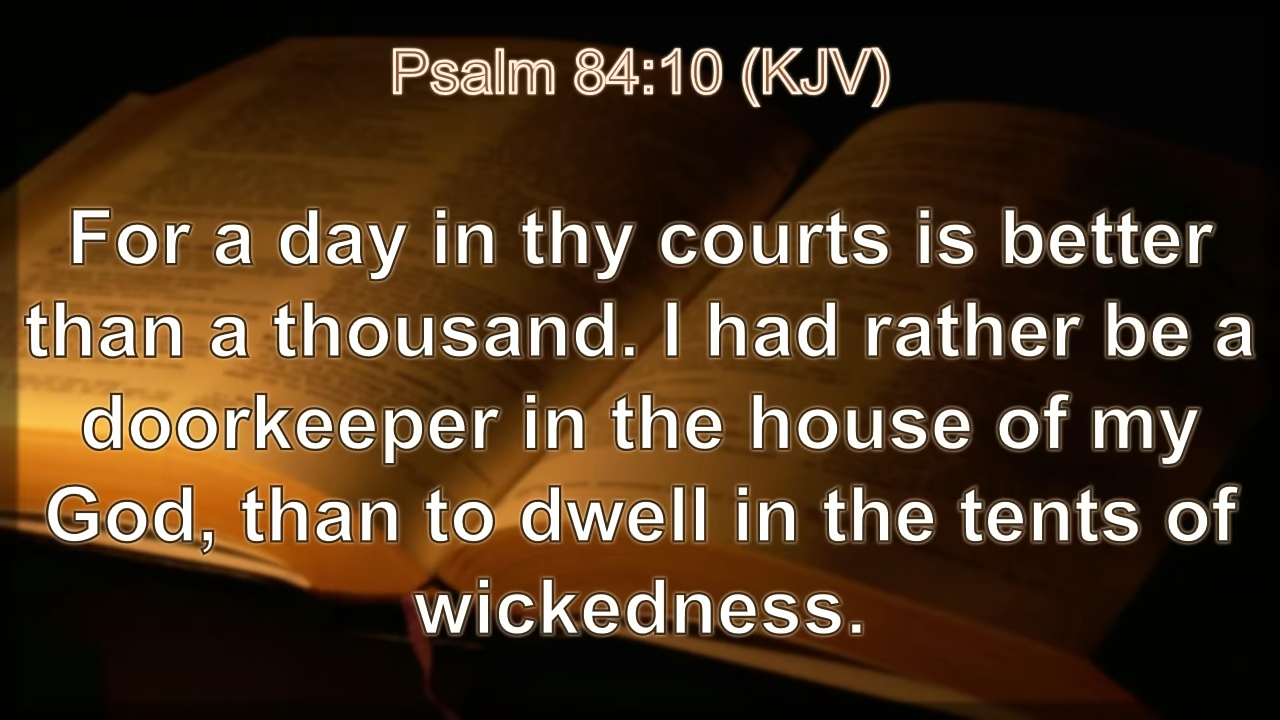 Psalm 84:10 (KJV)
For a day in thy courts is better
than a thousand. I had rather be a
doorkeeper in the house of my
God, than to dwell in the tents of
wickedness.